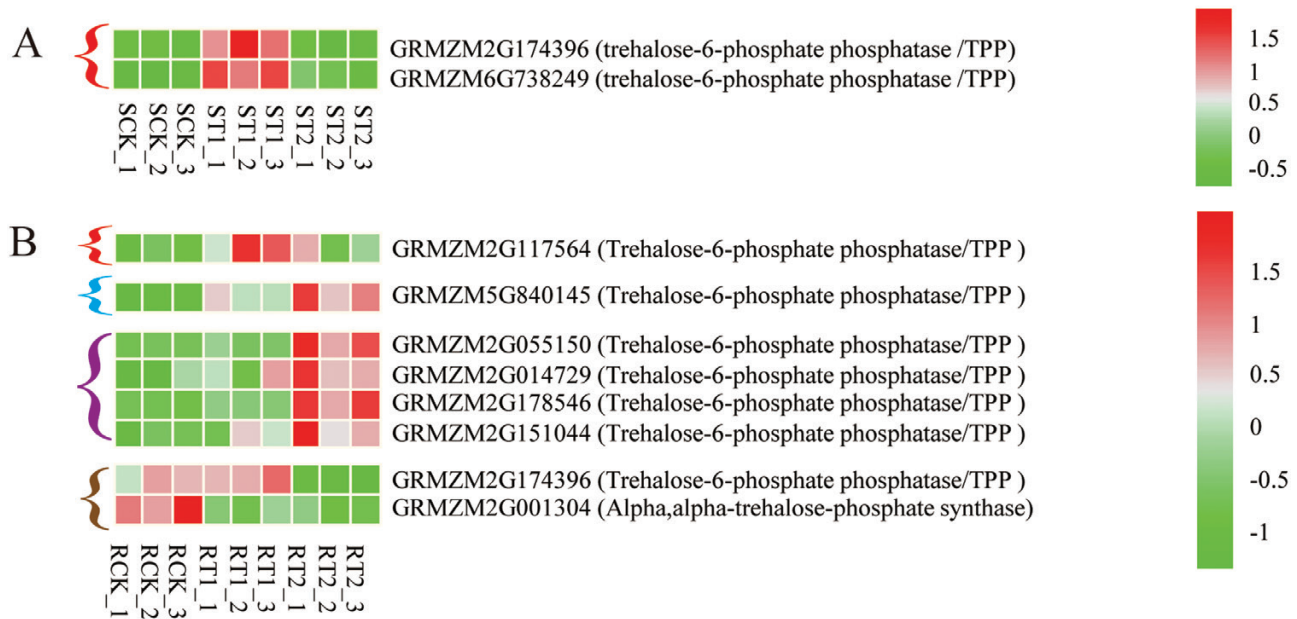 A
GRMZM2G174396 (trehalose-6-phosphate phosphatase /TPP)
GRMZM6G738249 (trehalose-6-phosphate phosphatase /TPP)
SCK_1
SCK_2
SCK_3
ST1_1
ST1_2
ST1_3
ST2_1
ST2_2
ST2_3
1.5
1
0.5
0
-0.5
B
GRMZM2G117564 (Trehalose-6-phosphate phosphatase/TPP )
GRMZM5G840145 (Trehalose-6-phosphate phosphatase/TPP )
GRMZM2G055150 (Trehalose-6-phosphate phosphatase/TPP )
GRMZM2G014729 (Trehalose-6-phosphate phosphatase/TPP )
GRMZM2G178546 (Trehalose-6-phosphate phosphatase/TPP )
GRMZM2G151044 (Trehalose-6-phosphate phosphatase/TPP )
GRMZM2G174396 (Trehalose-6-phosphate phosphatase/TPP )
GRMZM2G001304 (Alpha,alpha-trehalose-phosphate synthase)
RCK_1
RCK_2
RCK_3
RT1_1
RT1_2
RT1_3
RT2_1
RT2_2
RT2_3
1.5
1
0.5
0
-0.5
-1